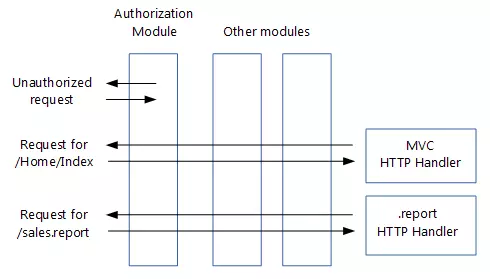 Authorization
Module
Other modules
Unauthorized
request
Request for
/Home/Index
MVC
HTTP Handler
Request for
/sales.report
.report
HTTP Handler